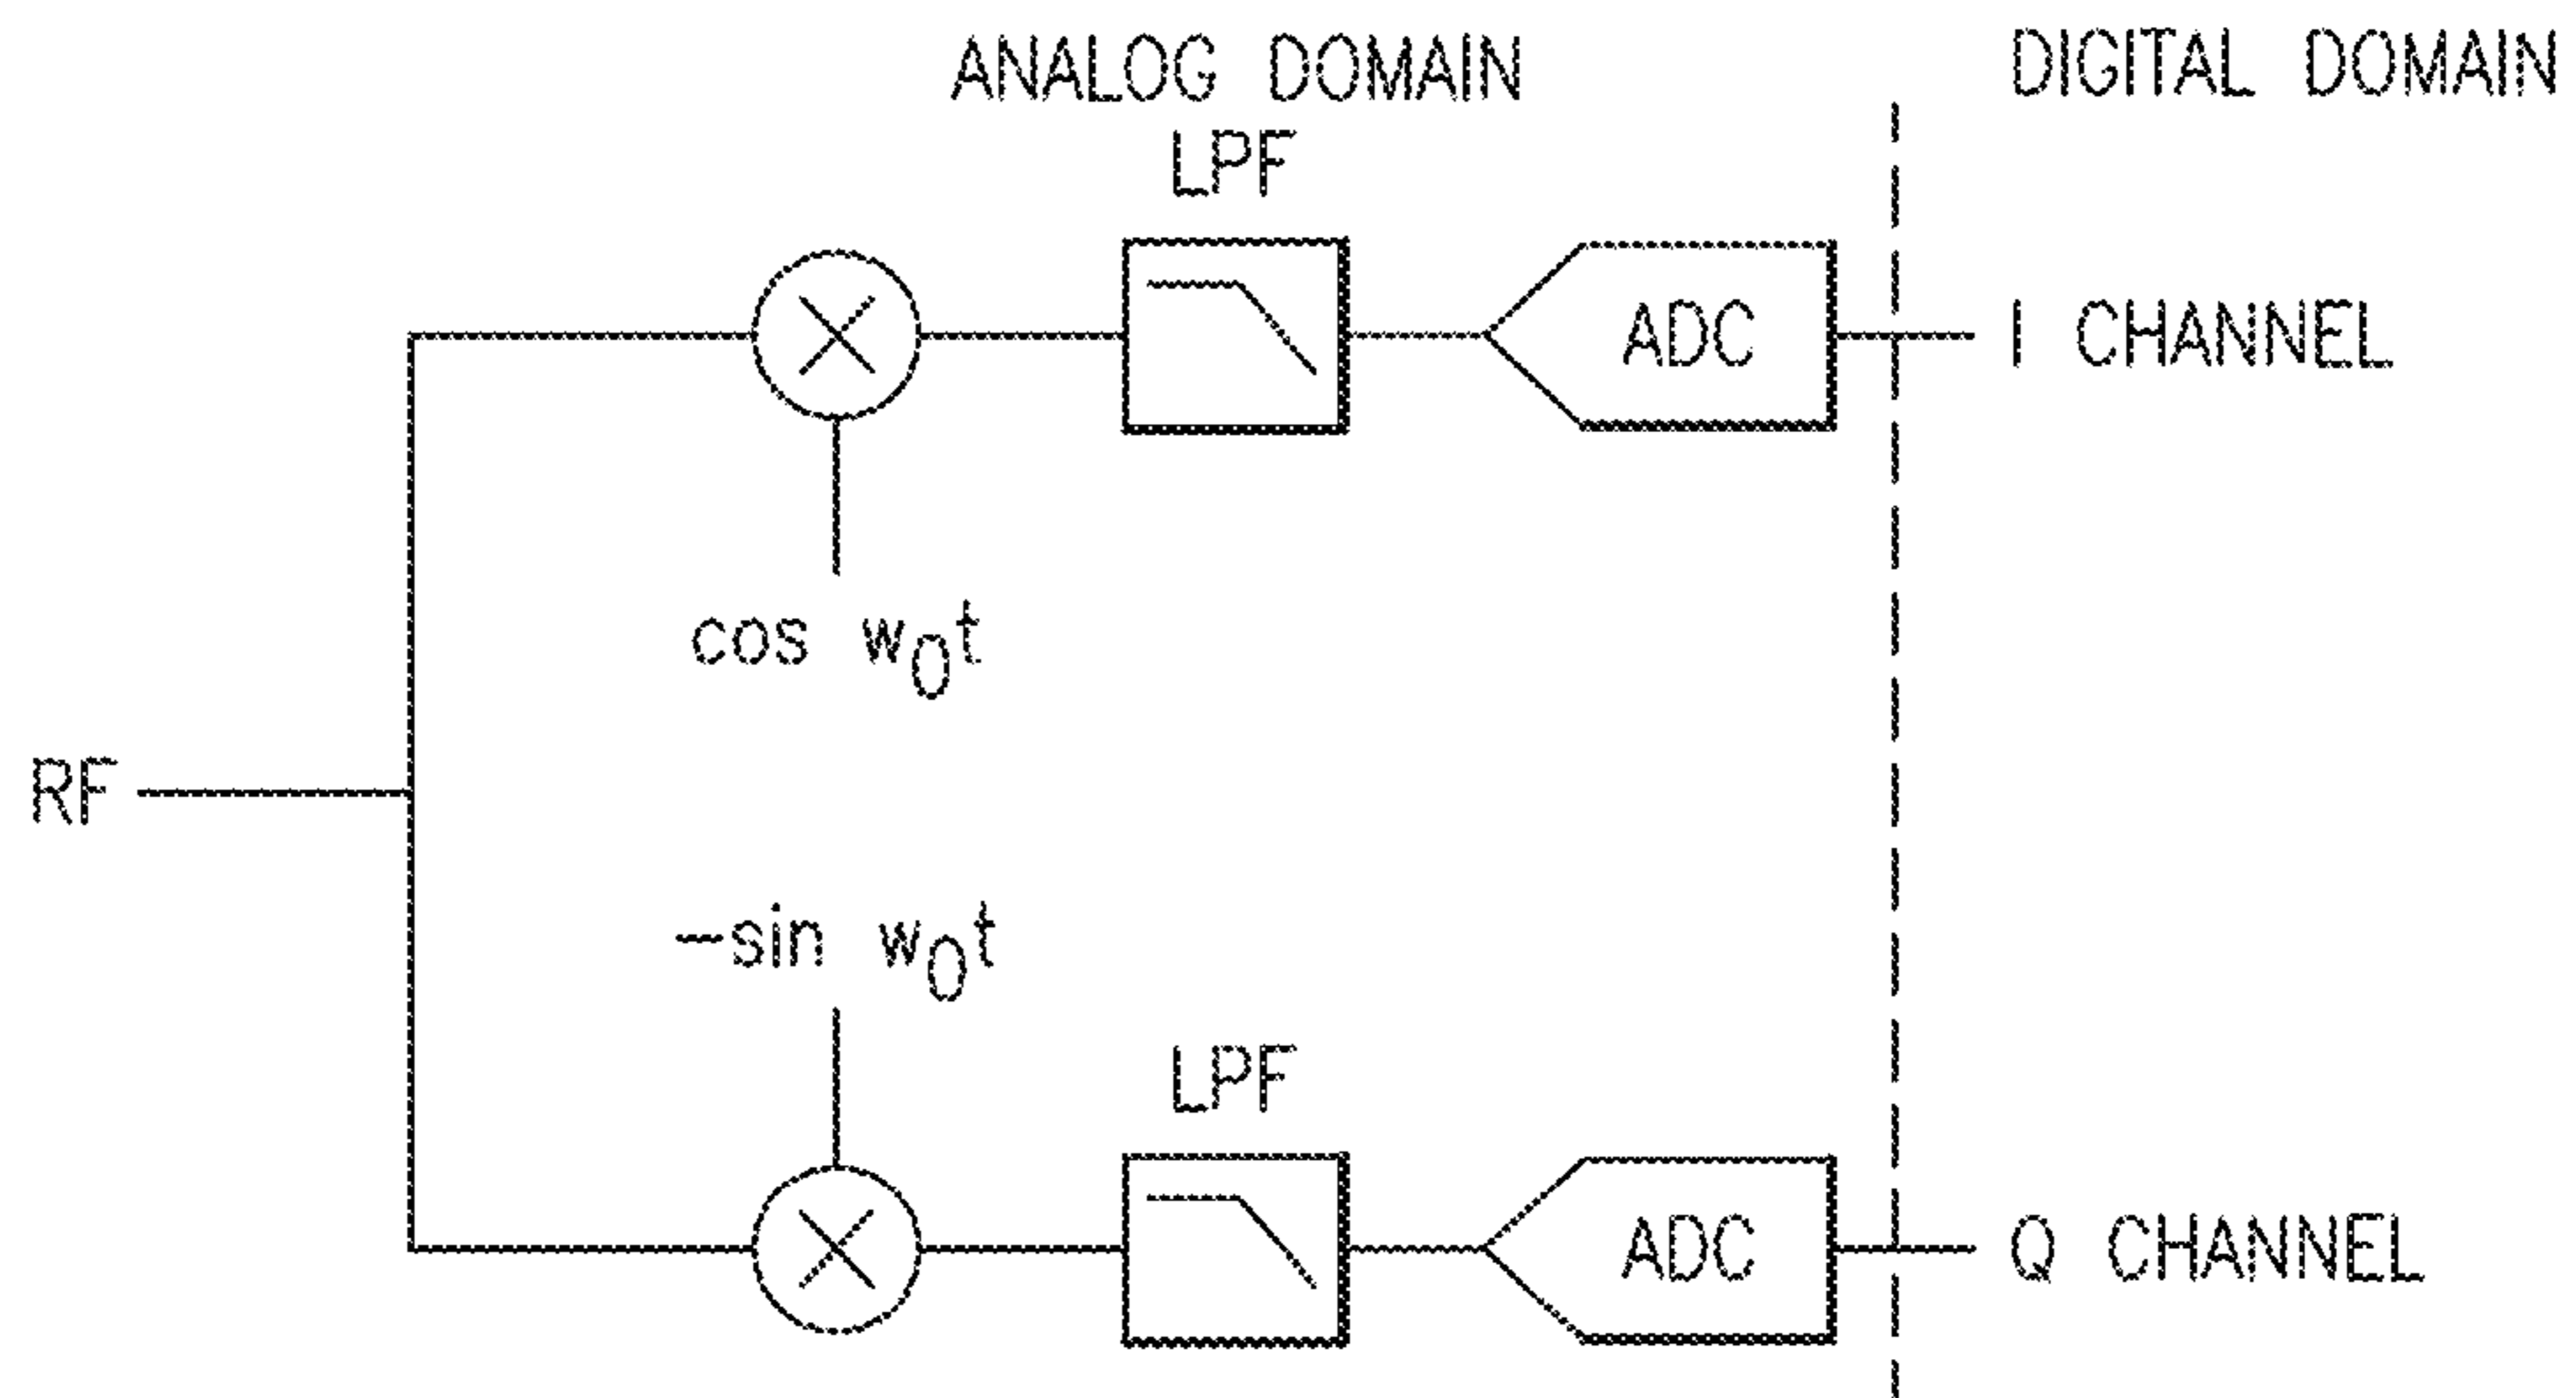 ANALOG DOMAIN
DIGITAL DOMAIN
LPF
ADC
I CHANNEL
cos w0t
RF
-sin w0t
LPF
ADC
Q CHANNEL